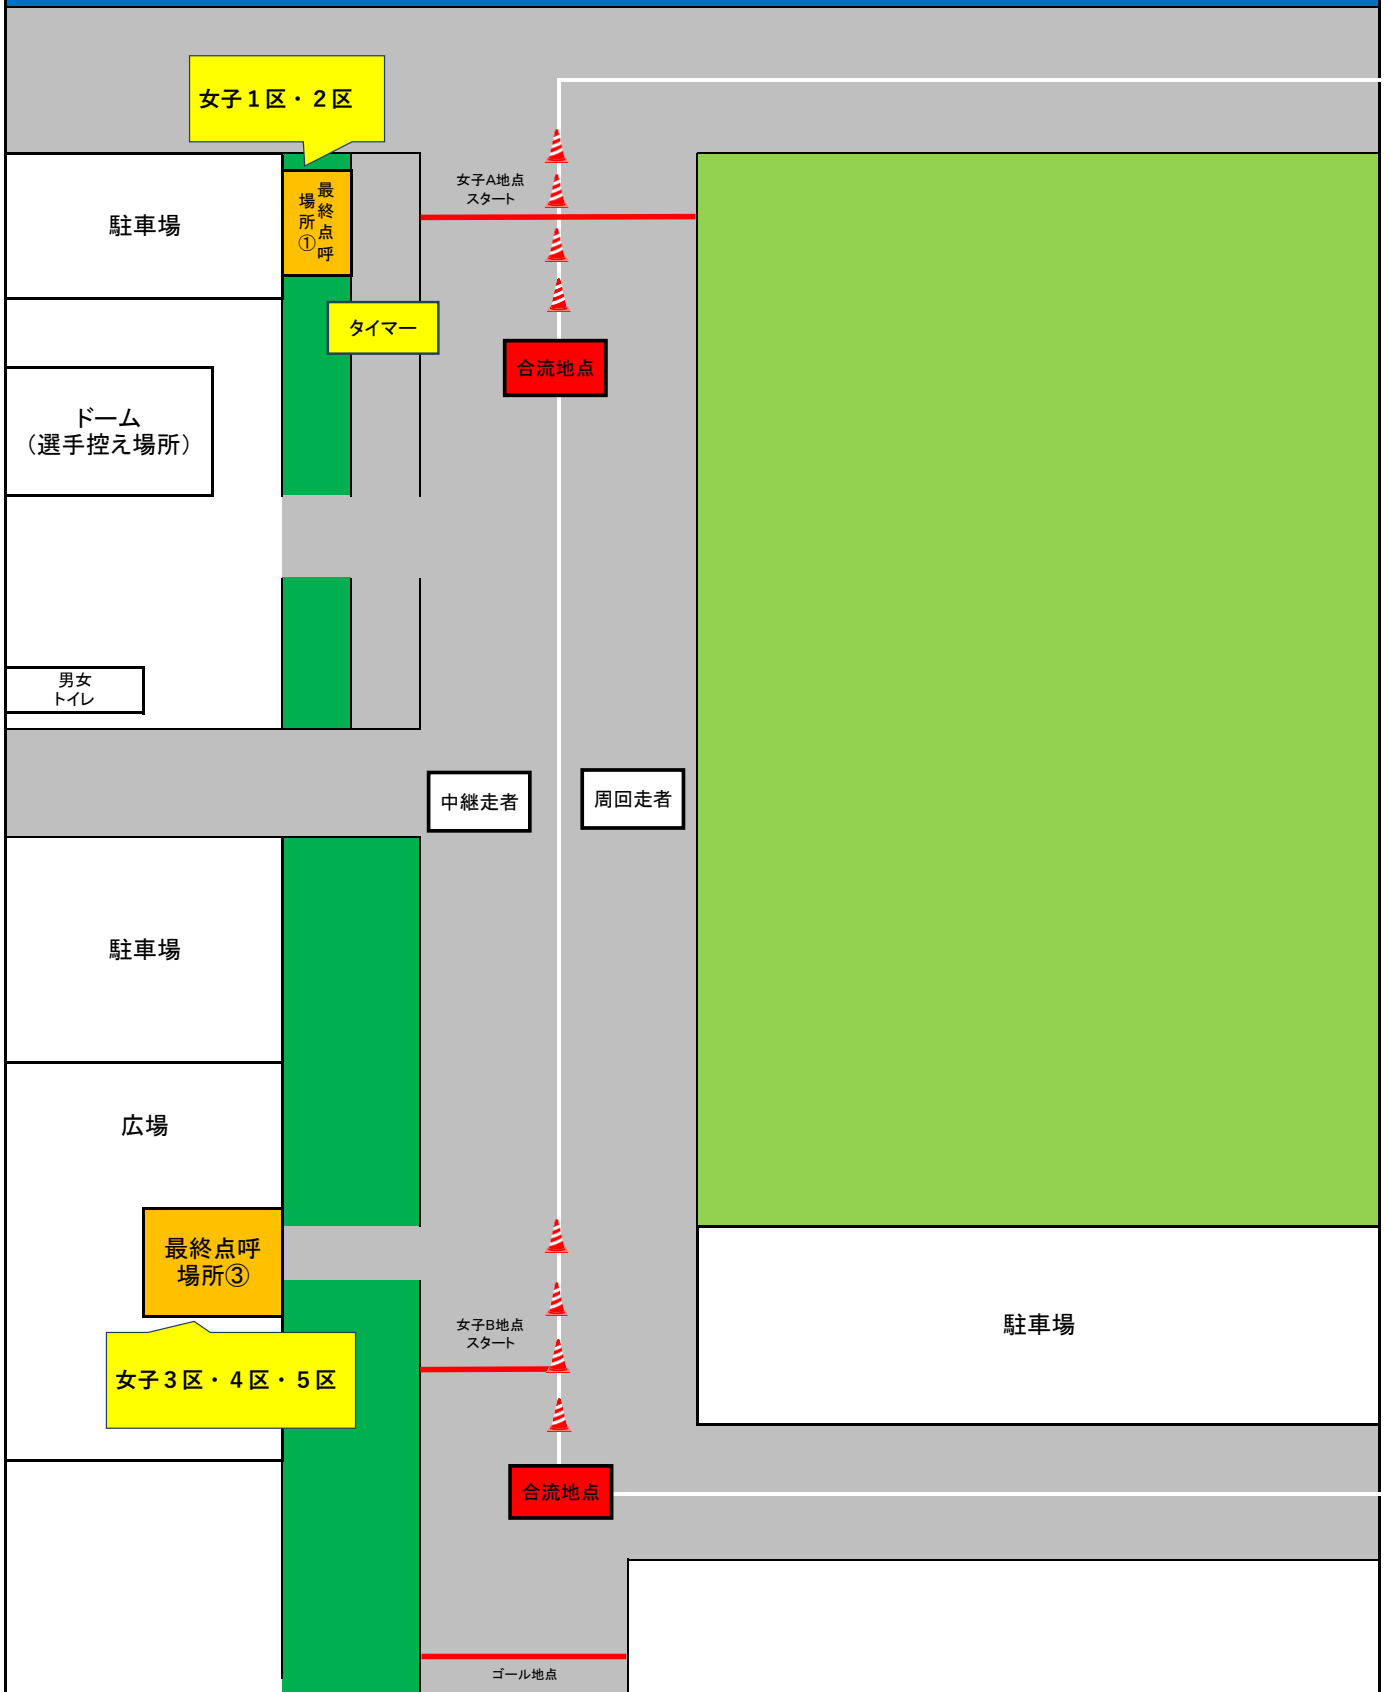 女子１区・２区
女子A地点
スタート
最終点呼
場所①
駐車場
タイマー
合流地点
ドーム
（選手控え場所）
男女
トイレ
中継走者
周回走者
駐車場
広場
最終点呼
場所③
女子B地点
スタート
駐車場
女子３区・４区・５区
合流地点
ゴール地点